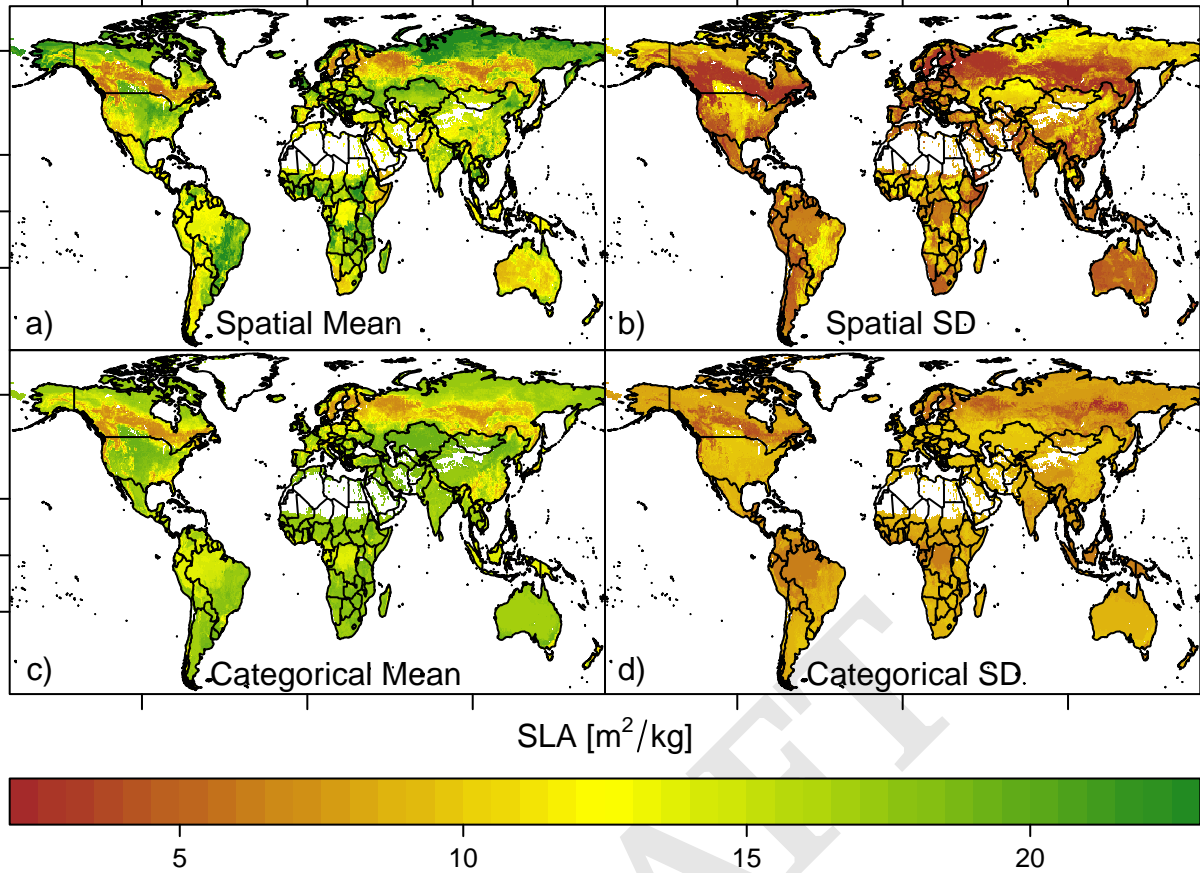 a) Spatial Mean
b) Spatial SD
c) Categorical Mean
d) Categorical SD
SLA [m²/kg]
5 10 15 20